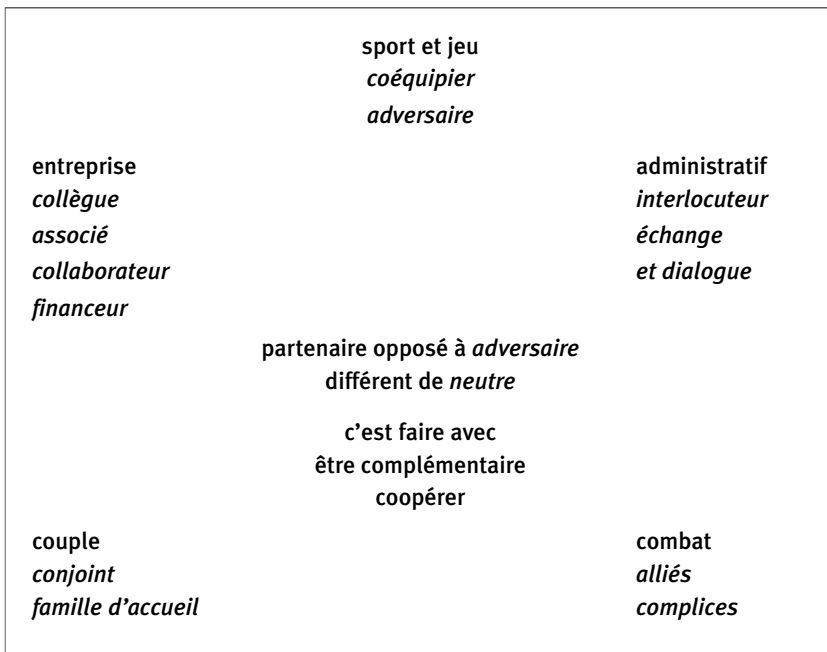 sport et jeu
coéquipier
adversaire
entreprise
collègue
associé
collaborateur
financeur
administratif
interlocuteur
échange
et dialogue
partenaire opposé à adversaire
différent de neutre
c’est faire avec
être complémentaire
coopérer
couple
conjoint
famille d’accueil
combat
alliés
complices